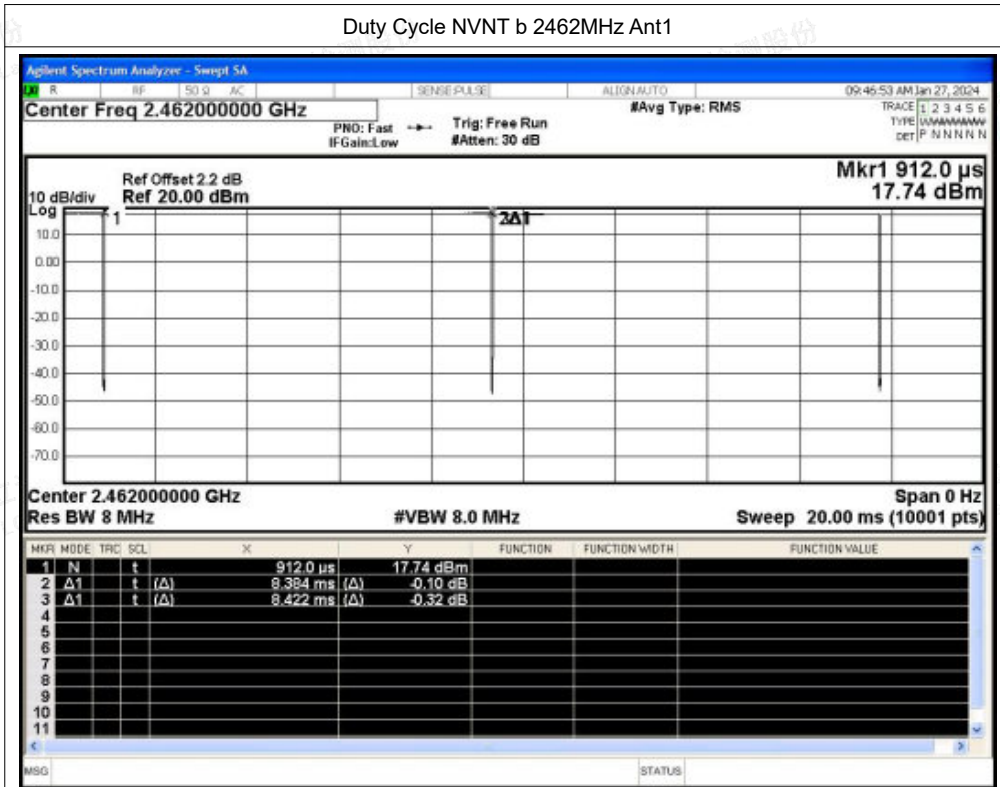 Duty Cycle NVNT b 2462MHz Ant1
Agilent Spectrum Analyzer - Swept SA
R RF 50 Ω AC SENSE:PULSE ALIGN AUTO 09:46:53 AM Jan 27, 2024
Center Freq 2.462000000 GHz #Avg Type: RMS TRACE 1 2 3 4 5 6
PNO: Fast Trig: Free Run TYPE
IFGain:Low #Atten: 30 dB DET P N N N N N
Mkr1 912.0 µs
Ref Offset 2.2 dB
10 dB/div Ref 20.00 dBm 17.74 dBm
Log
1 3Δ1
10.0
0.00
-10.0
-20.0
-30.0
-40.0
-50.0
-60.0
-70.0
Center 2.462000000 GHz Span 0 Hz
Res BW 8 MHz #VBW 8.0 MHz Sweep 20.00 ms (10001 pts)
MKR MODE TRC SCL X Y FUNCTION FUNCTION WIDTH FUNCTION VALUE
1 N t 912.0 µs 17.74 dBm
2 Δ1 t (Δ) 8.384 ms (Δ) -0.10 dB
3 Δ1 t (Δ) 8.422 ms (Δ) -0.32 dB
4
5
6
7
8
9
10
11
MSG STATUS